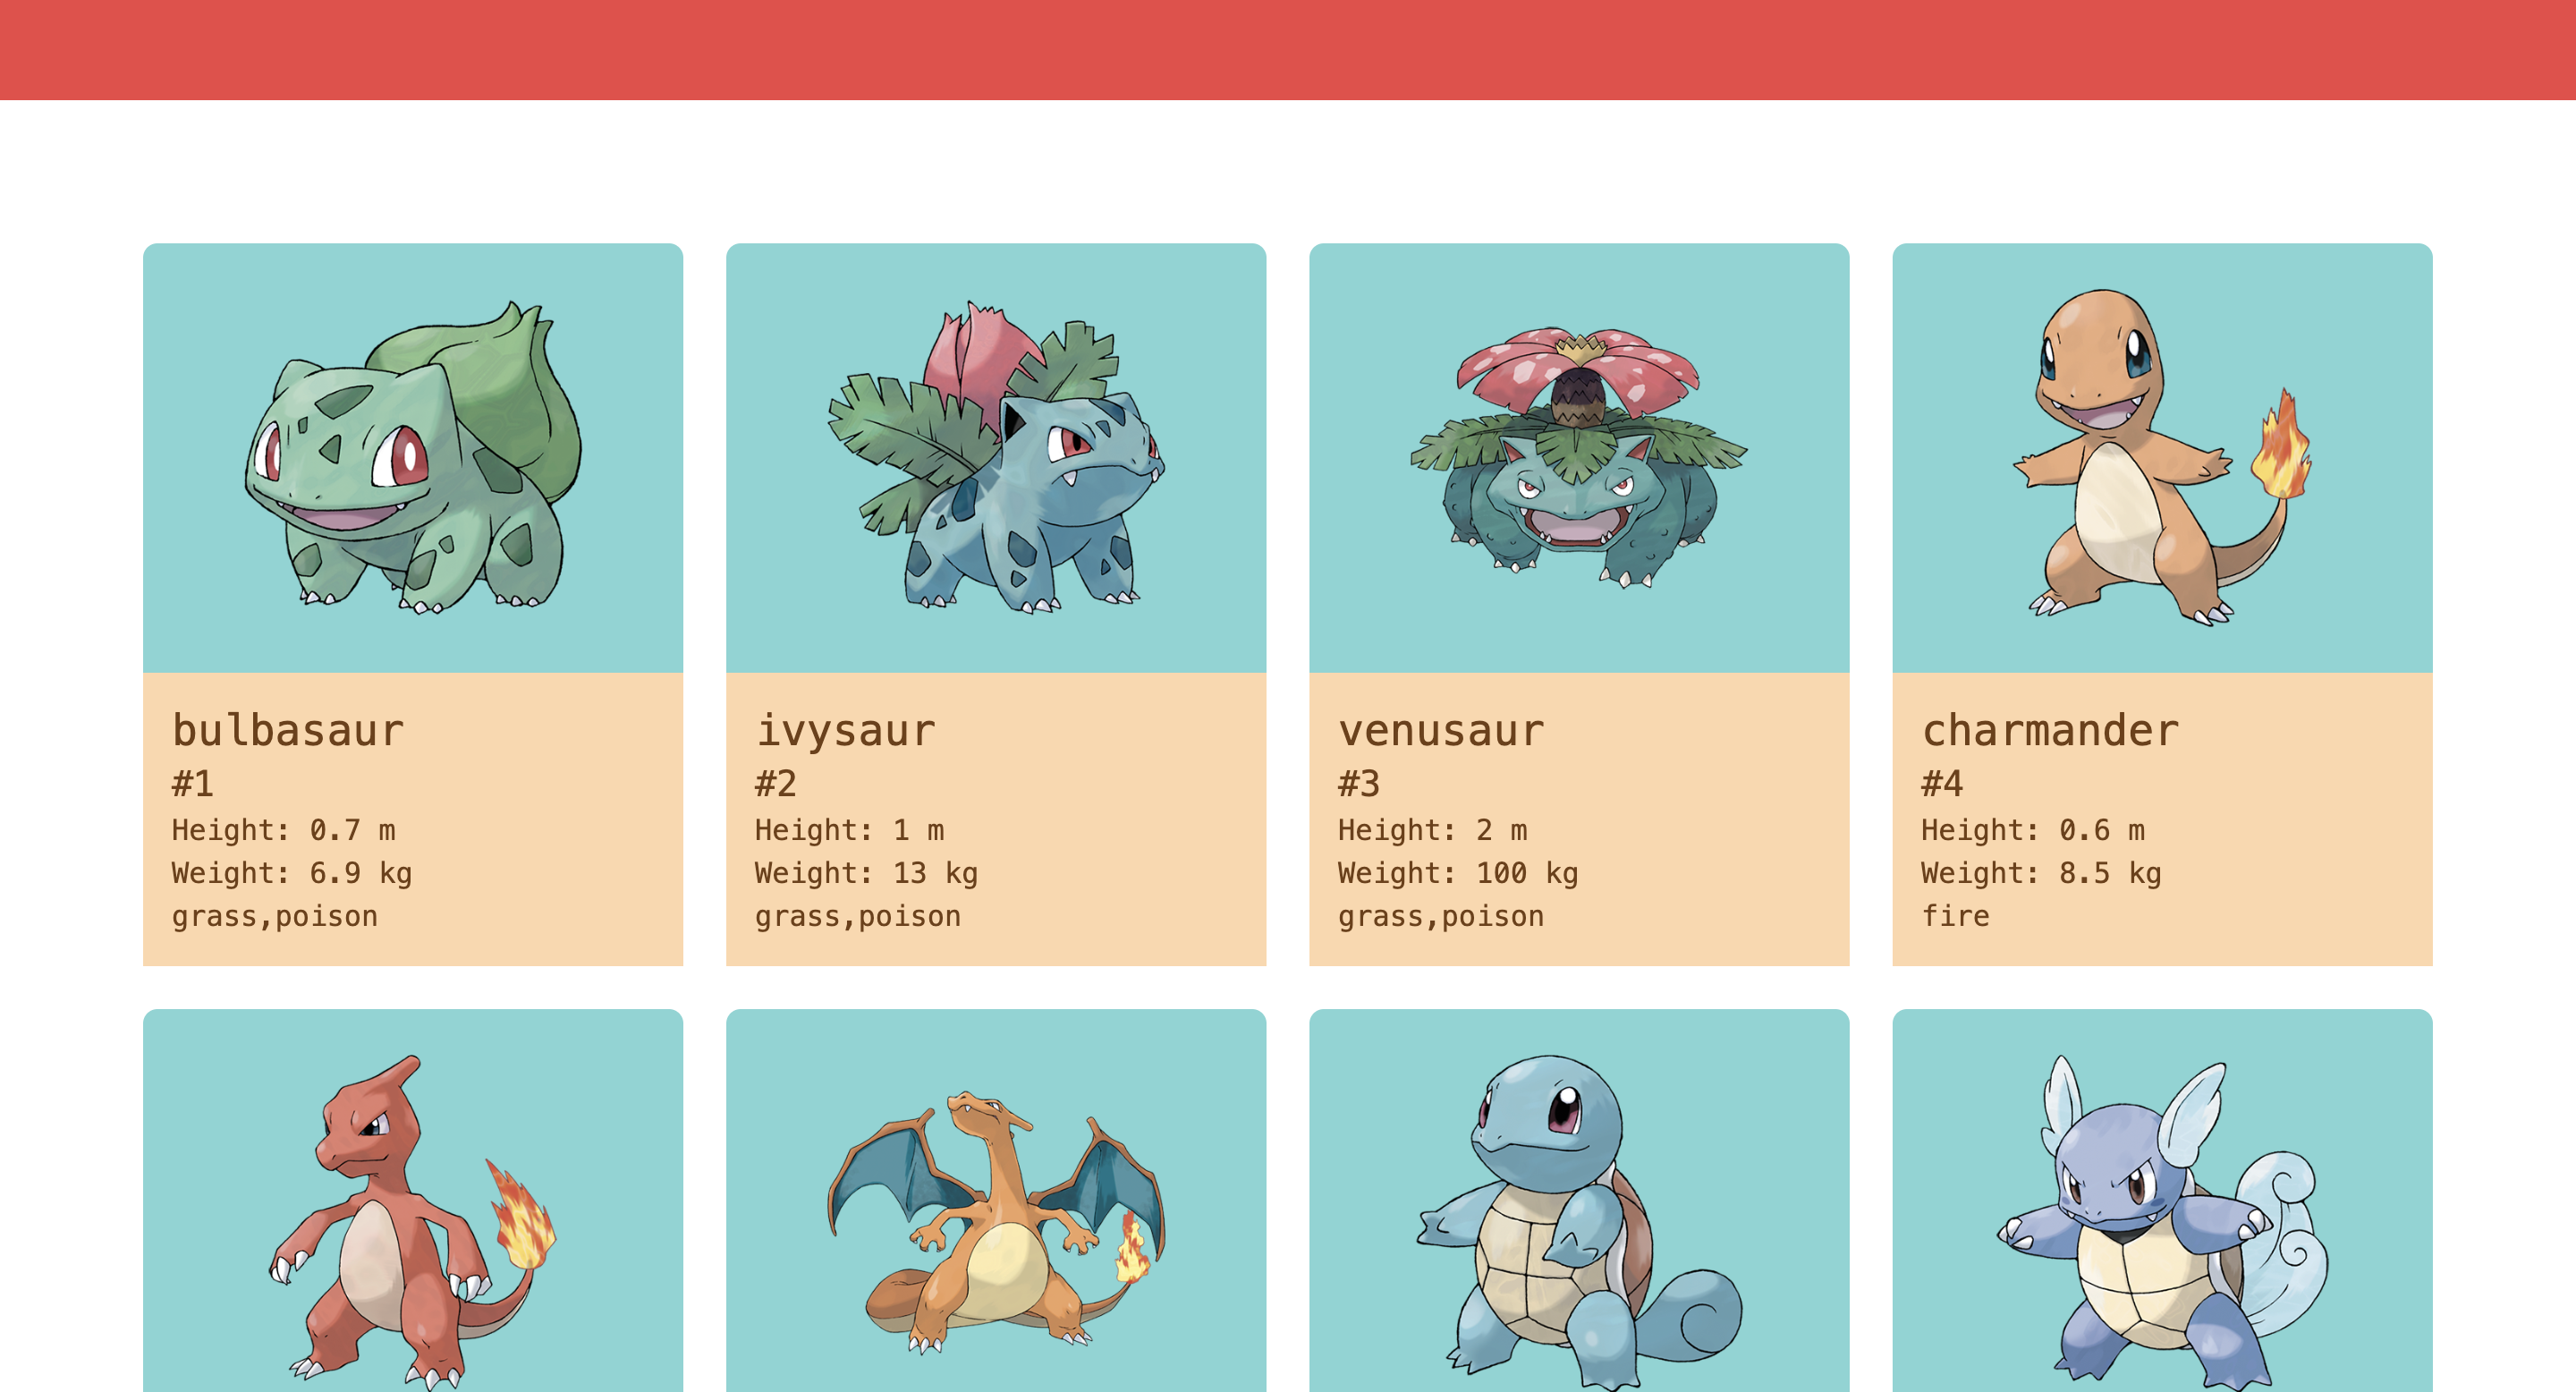 bulbasaur
#1
Height: 0.7 m
Weight: 6.9 kg
grass,poison
ivysaur
#2
Height: 1 m
Weight: 13 kg
grass,poison
venusaur
#3
Height: 2 m
Weight: 100 kg
grass,poison
charmander
#4
Height: 0.6 m
Weight: 8.5 kg
fire